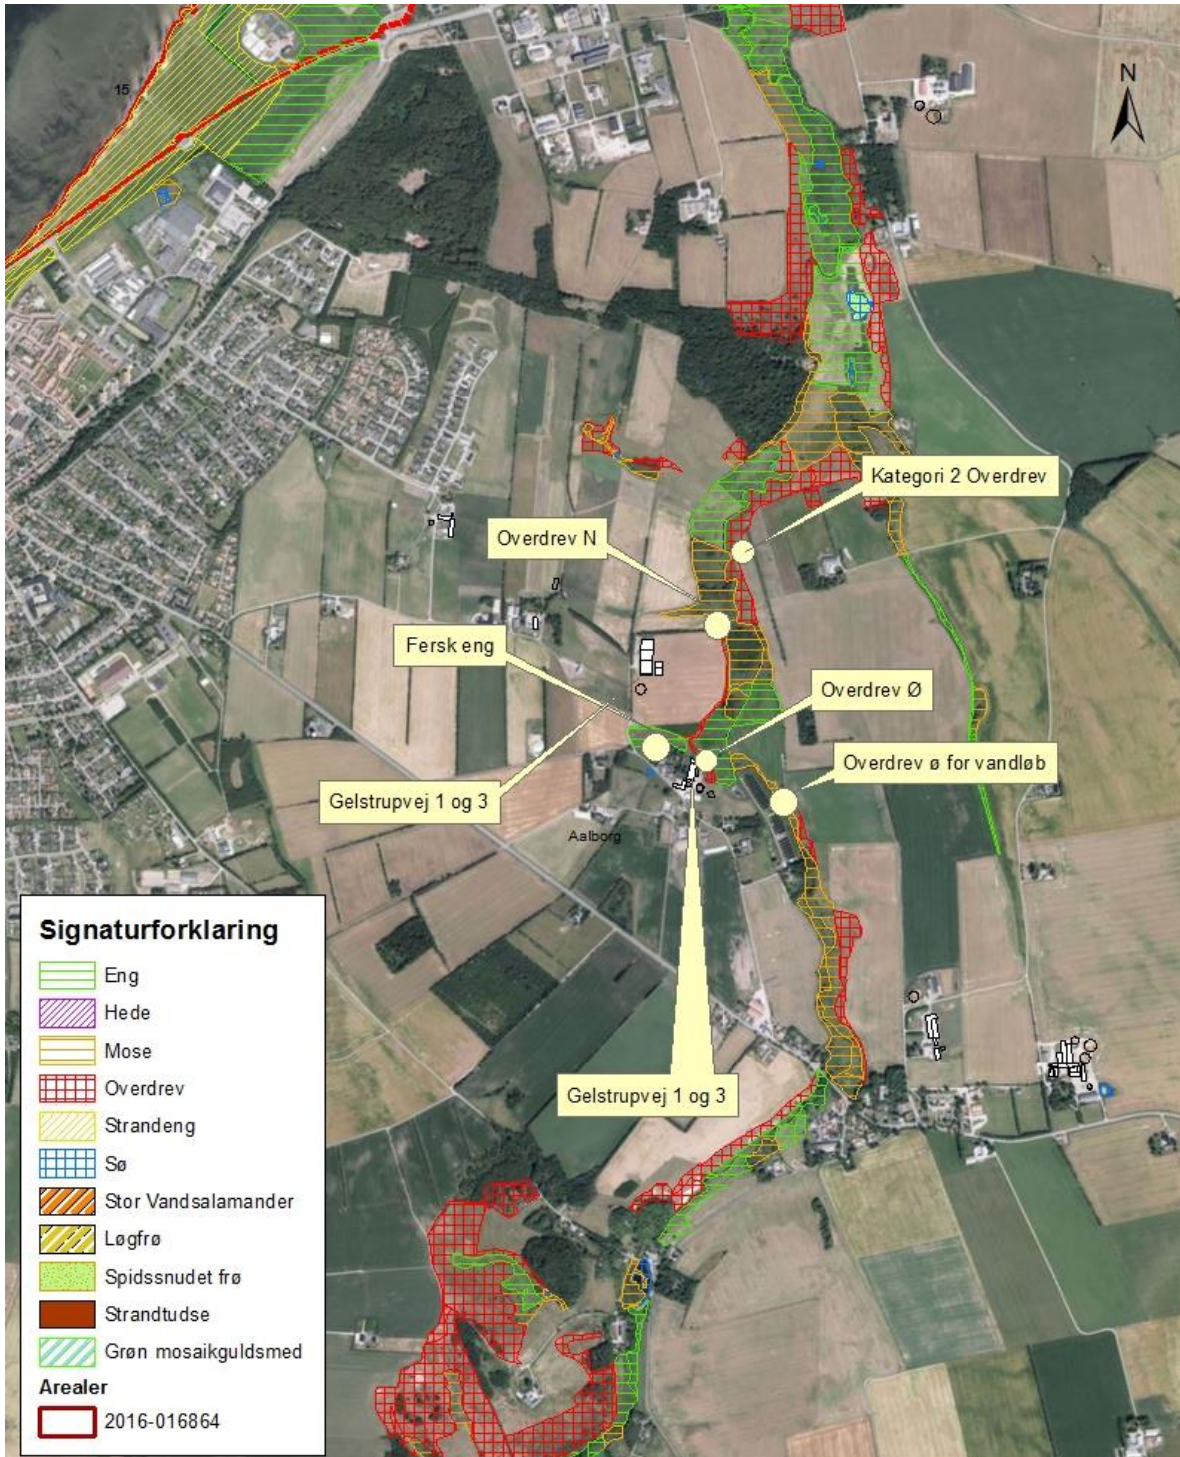 N
15
Kategori 2 Overdrev
Overdrev N
Fersk eng
Overdrev Ø
Overdrev ø for vandløb
Gelstrupvej 1 og 3
Aalborg
Gelstrupvej 1 og 3
Signaturforklaring
Eng
Hede
Mose
Overdrev
Strandeng
Sø
Stor Vandsalamander
Løgfrø
Spidssnudet frø
Strandtudse
Grøn mosaikguldsmed
Arealer
2016-016864